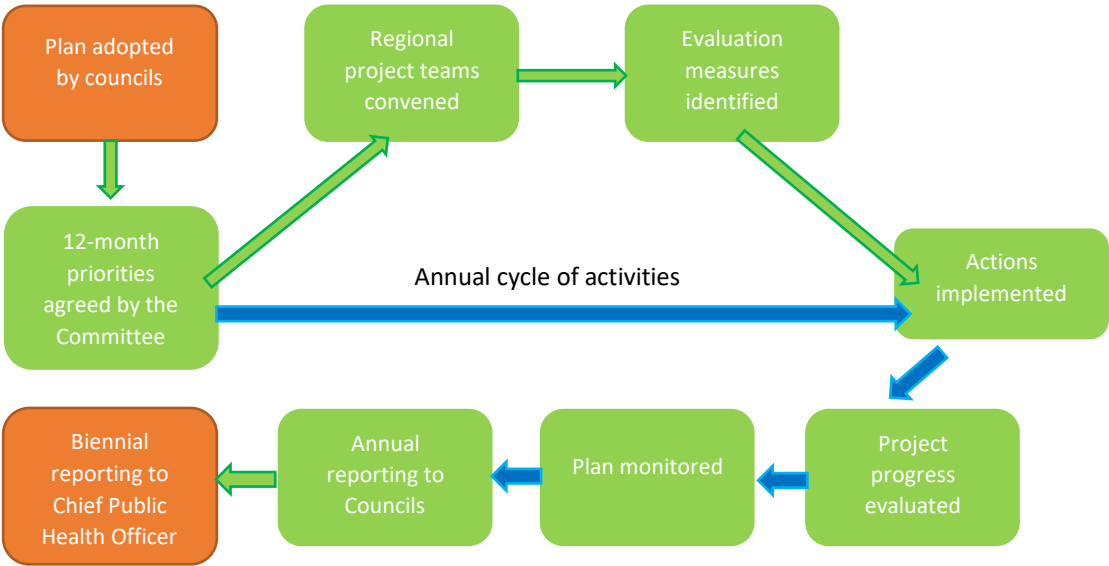 Plan adopted
by councils
Regional
project teams
convened
Evaluation
measures
identified
12-month
priorities
agreed by the
Committee
Annual cycle of activities
Actions
implemented
Biennial
reporting to
Chief Public
Health Officer
Annual
reporting to
Councils
Plan monitored
Project
progress
evaluated